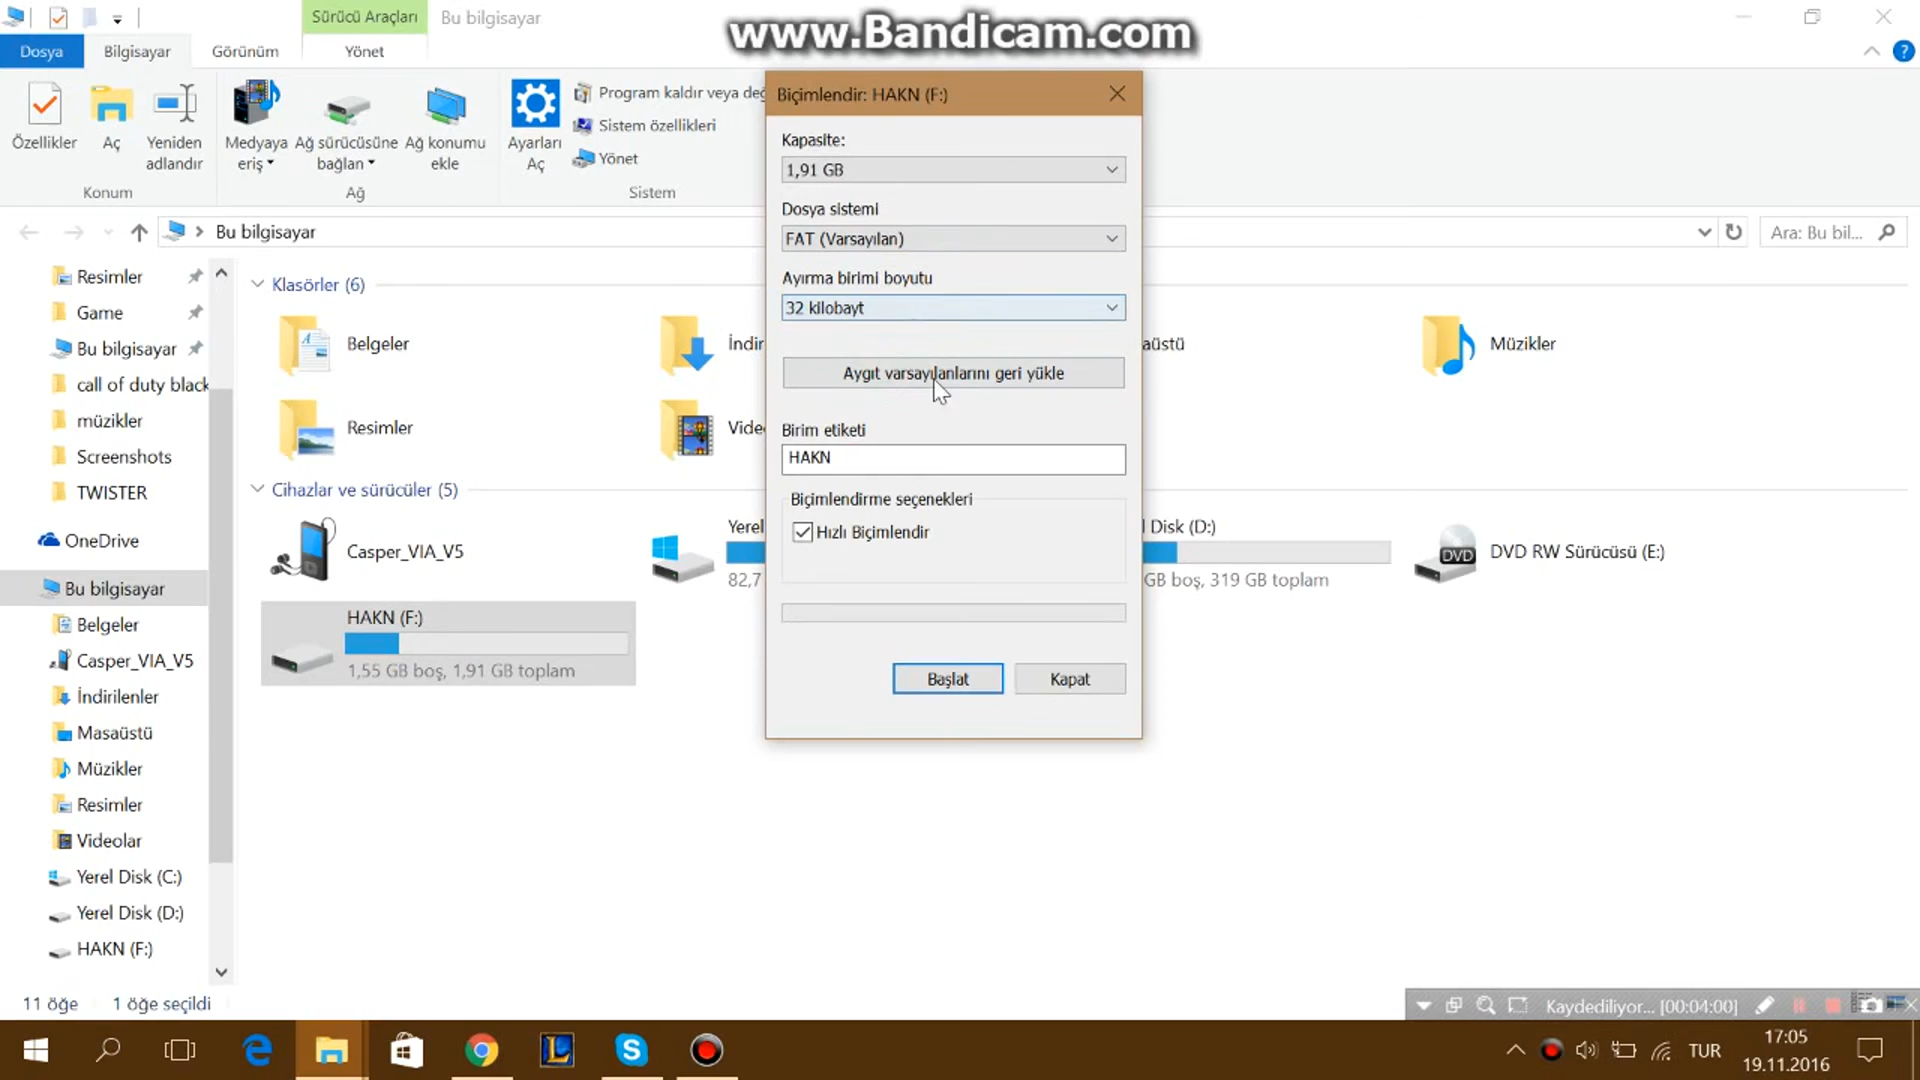 Sürücü Araçları
Bu bilgisayar
www.Bandicam.com
Dosya
Bilgisayar
Görünüm
Yönet
?
Özellikler
Aç
Yeniden
adlandır
Medyaya
eriş
Ağ sürücüsüne
bağlan
Ağ konumu
ekle
Ayarları
Aç
Program kaldır veya değ
Sistem özellikleri
Yönet
Konum
Ağ
Sistem
Bu bilgisayar
Ara: Bu bil...
Resimler
Game
Bu bilgisayar
call of duty black
müzikler
Screenshots
TWISTER
OneDrive
Bu bilgisayar
Belgeler
Casper_VIA_V5
İndirilenler
Masaüstü
Müzikler
Resimler
Videolar
Yerel Disk (C:)
Yerel Disk (D:)
HAKN (F:)
Klasörler (6)
Belgeler
İndir
aüstü
Müzikler
Resimler
Video
Cihazlar ve sürücüler (5)
Casper_VIA_V5
Yerel
82,7
l Disk (D:)
GB boş, 319 GB toplam
DVD
DVD RW Sürücüsü (E:)
HAKN (F:)
1,55 GB boş, 1,91 GB toplam
Biçimlendir: HAKN (F:)
Kapasite:
1,91 GB
Dosya sistemi
FAT (Varsayılan)
Ayırma birimi boyutu
32 kilobayt
Aygıt varsayılanlarını geri yükle
Birim etiketi
HAKN
Biçimlendirme seçenekleri
Hızlı Biçimlendir
Başlat
Kapat
11 öğe
1 öğe seçildi
Kaydediliyor... [00:04:00]
TUR
17:05
19.11.2016